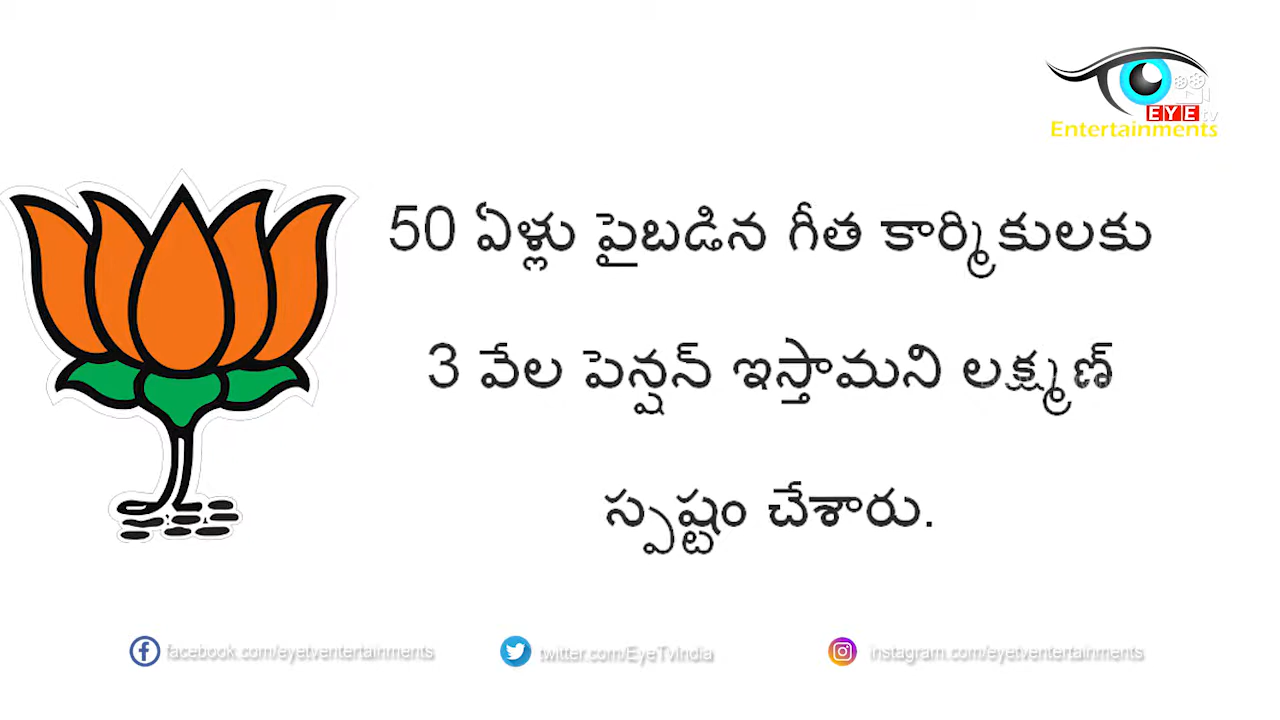 EYE tv
Entertainments
50 ఏళ్లు పైబడిన గీత కార్మికులకు
3 వేల పెన్షన్ ఇస్తామని లక్ష్మణ్
స్పష్టం చేశారు.
facebook.com/eyetventertainments
twitter.com/EyeTvIndia
instagram.com/eyetventertainments